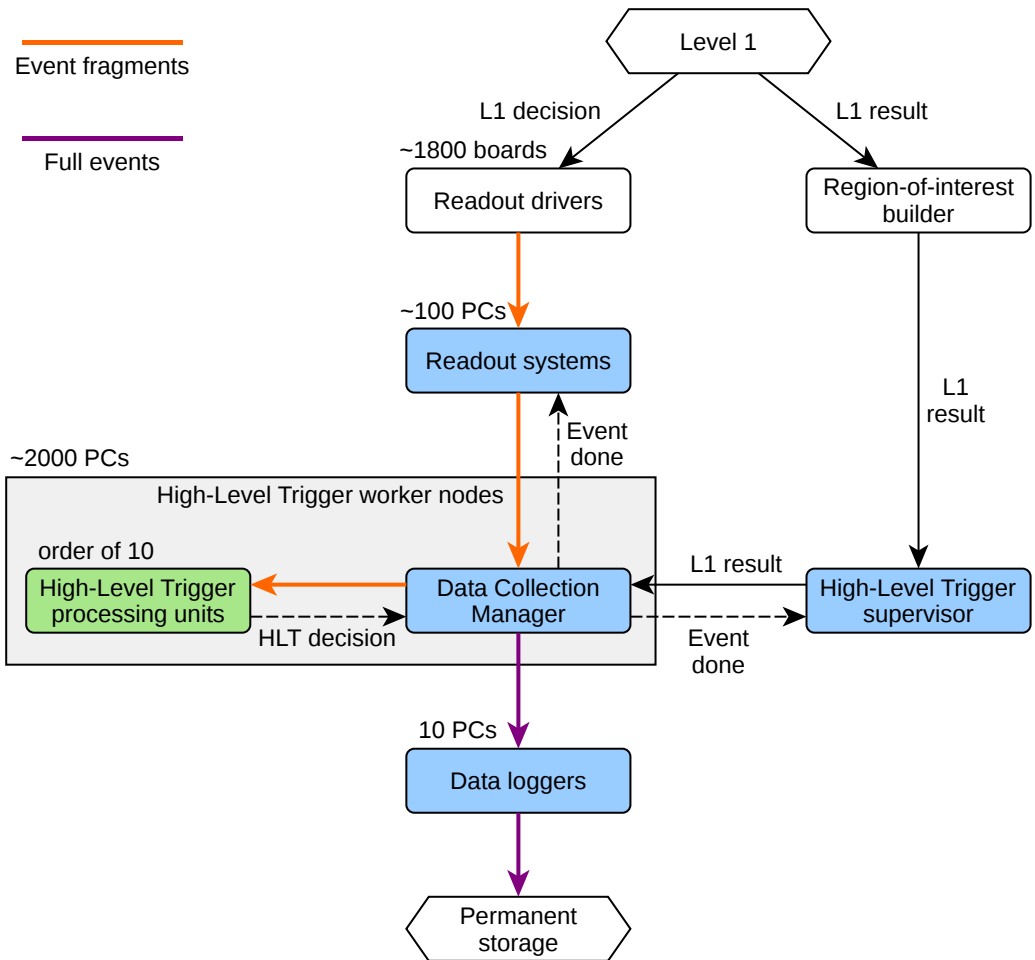 Level 1
Event fragments
Full events
L1 decision
L1 result
~1800 boards
Readout drivers
Region-of-interest
builder
~100 PCs
Readout systems
L1
result
Event
done
~2000 PCs
High-Level Trigger worker nodes
order of 10
High-Level Trigger
processing units
HLT decision
Data Collection
Manager
L1 result
Event
done
High-Level Trigger
supervisor
10 PCs
Data loggers
Permanent
storage